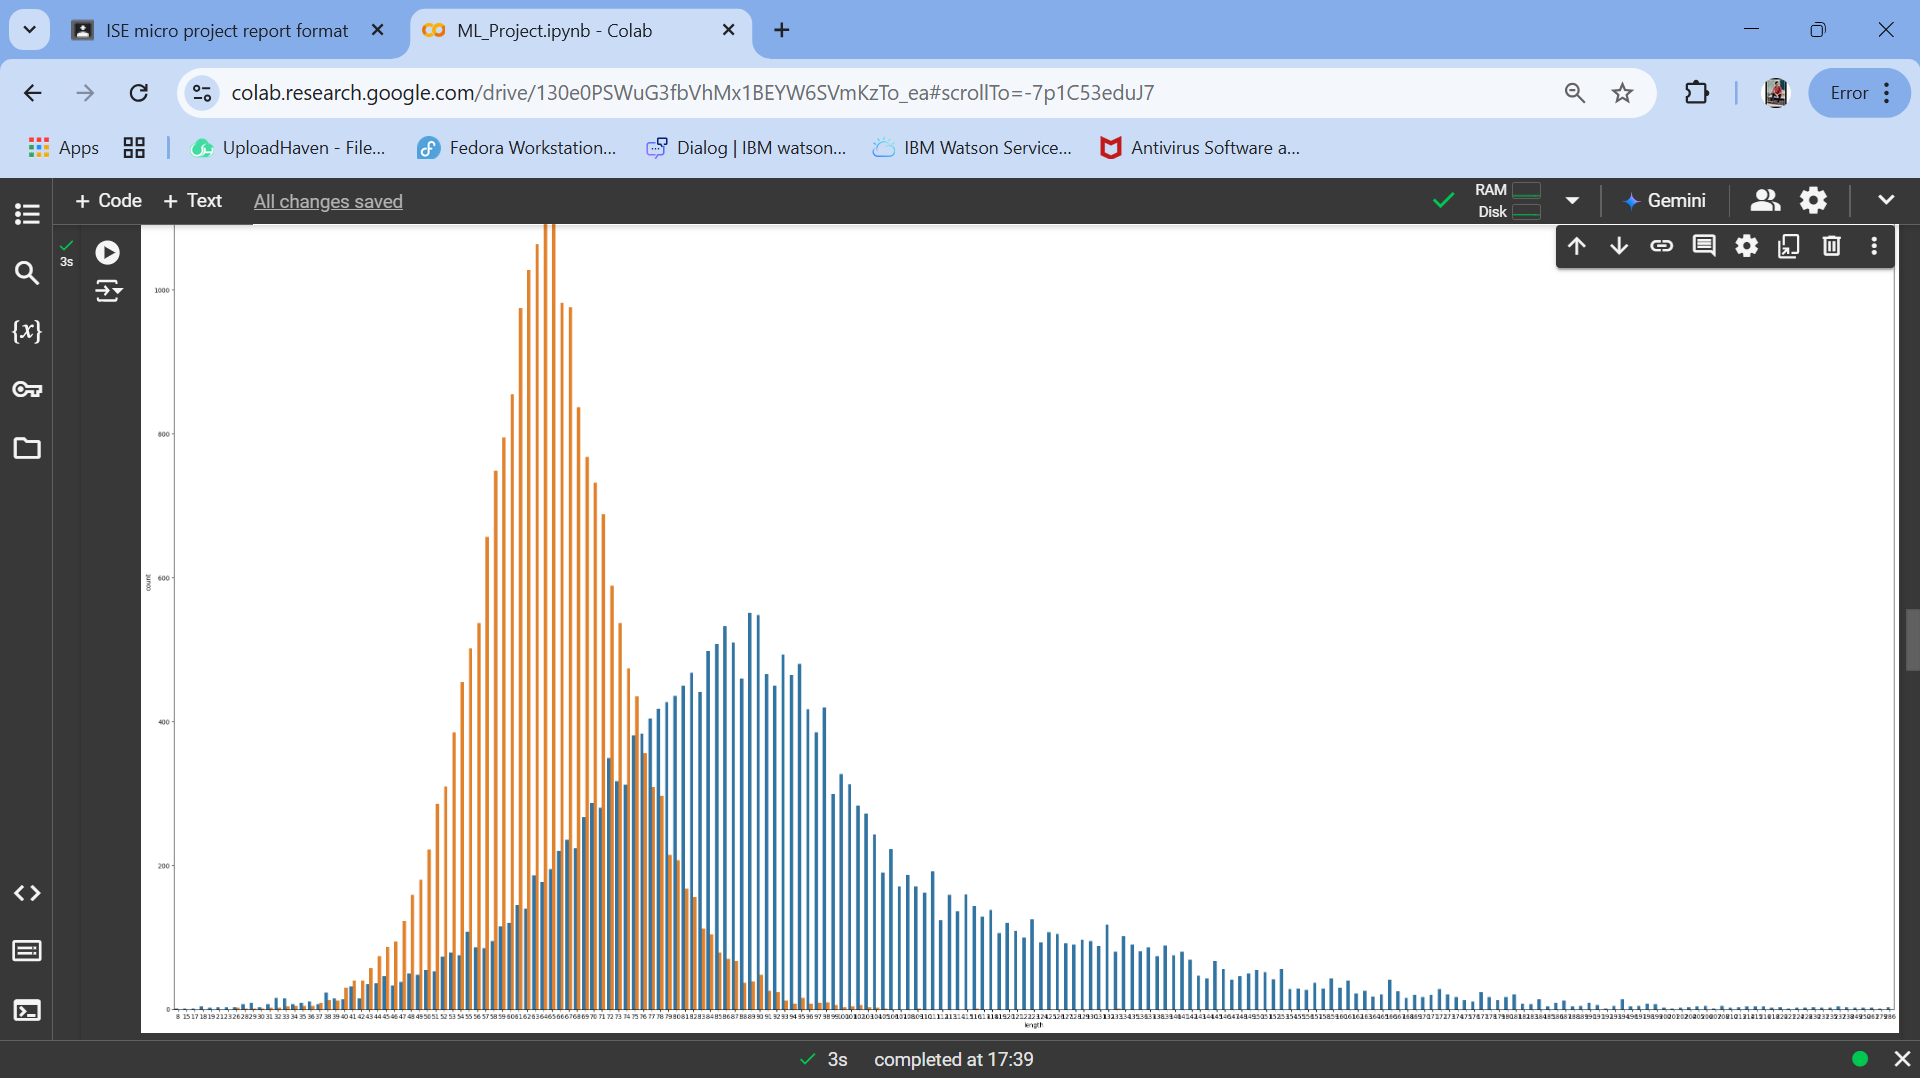 ISE micro project report format
ML_Project.ipynb - Colab
colab.research.google.com/drive/130e0PSWuG3fbVhMx1BEYW6SVmKzTo_ea#scrollTo=-7p1C53eduJ7
Error
Apps
UploadHaven - File...
Fedora Workstation...
Dialog | IBM watson...
IBM Watson Service...
Antivirus Software a...
+ Code + Text All changes saved
RAM
Disk
Gemini
3s
{x}
1000
800
600
400
200
0
count
length
3s completed at 17:39